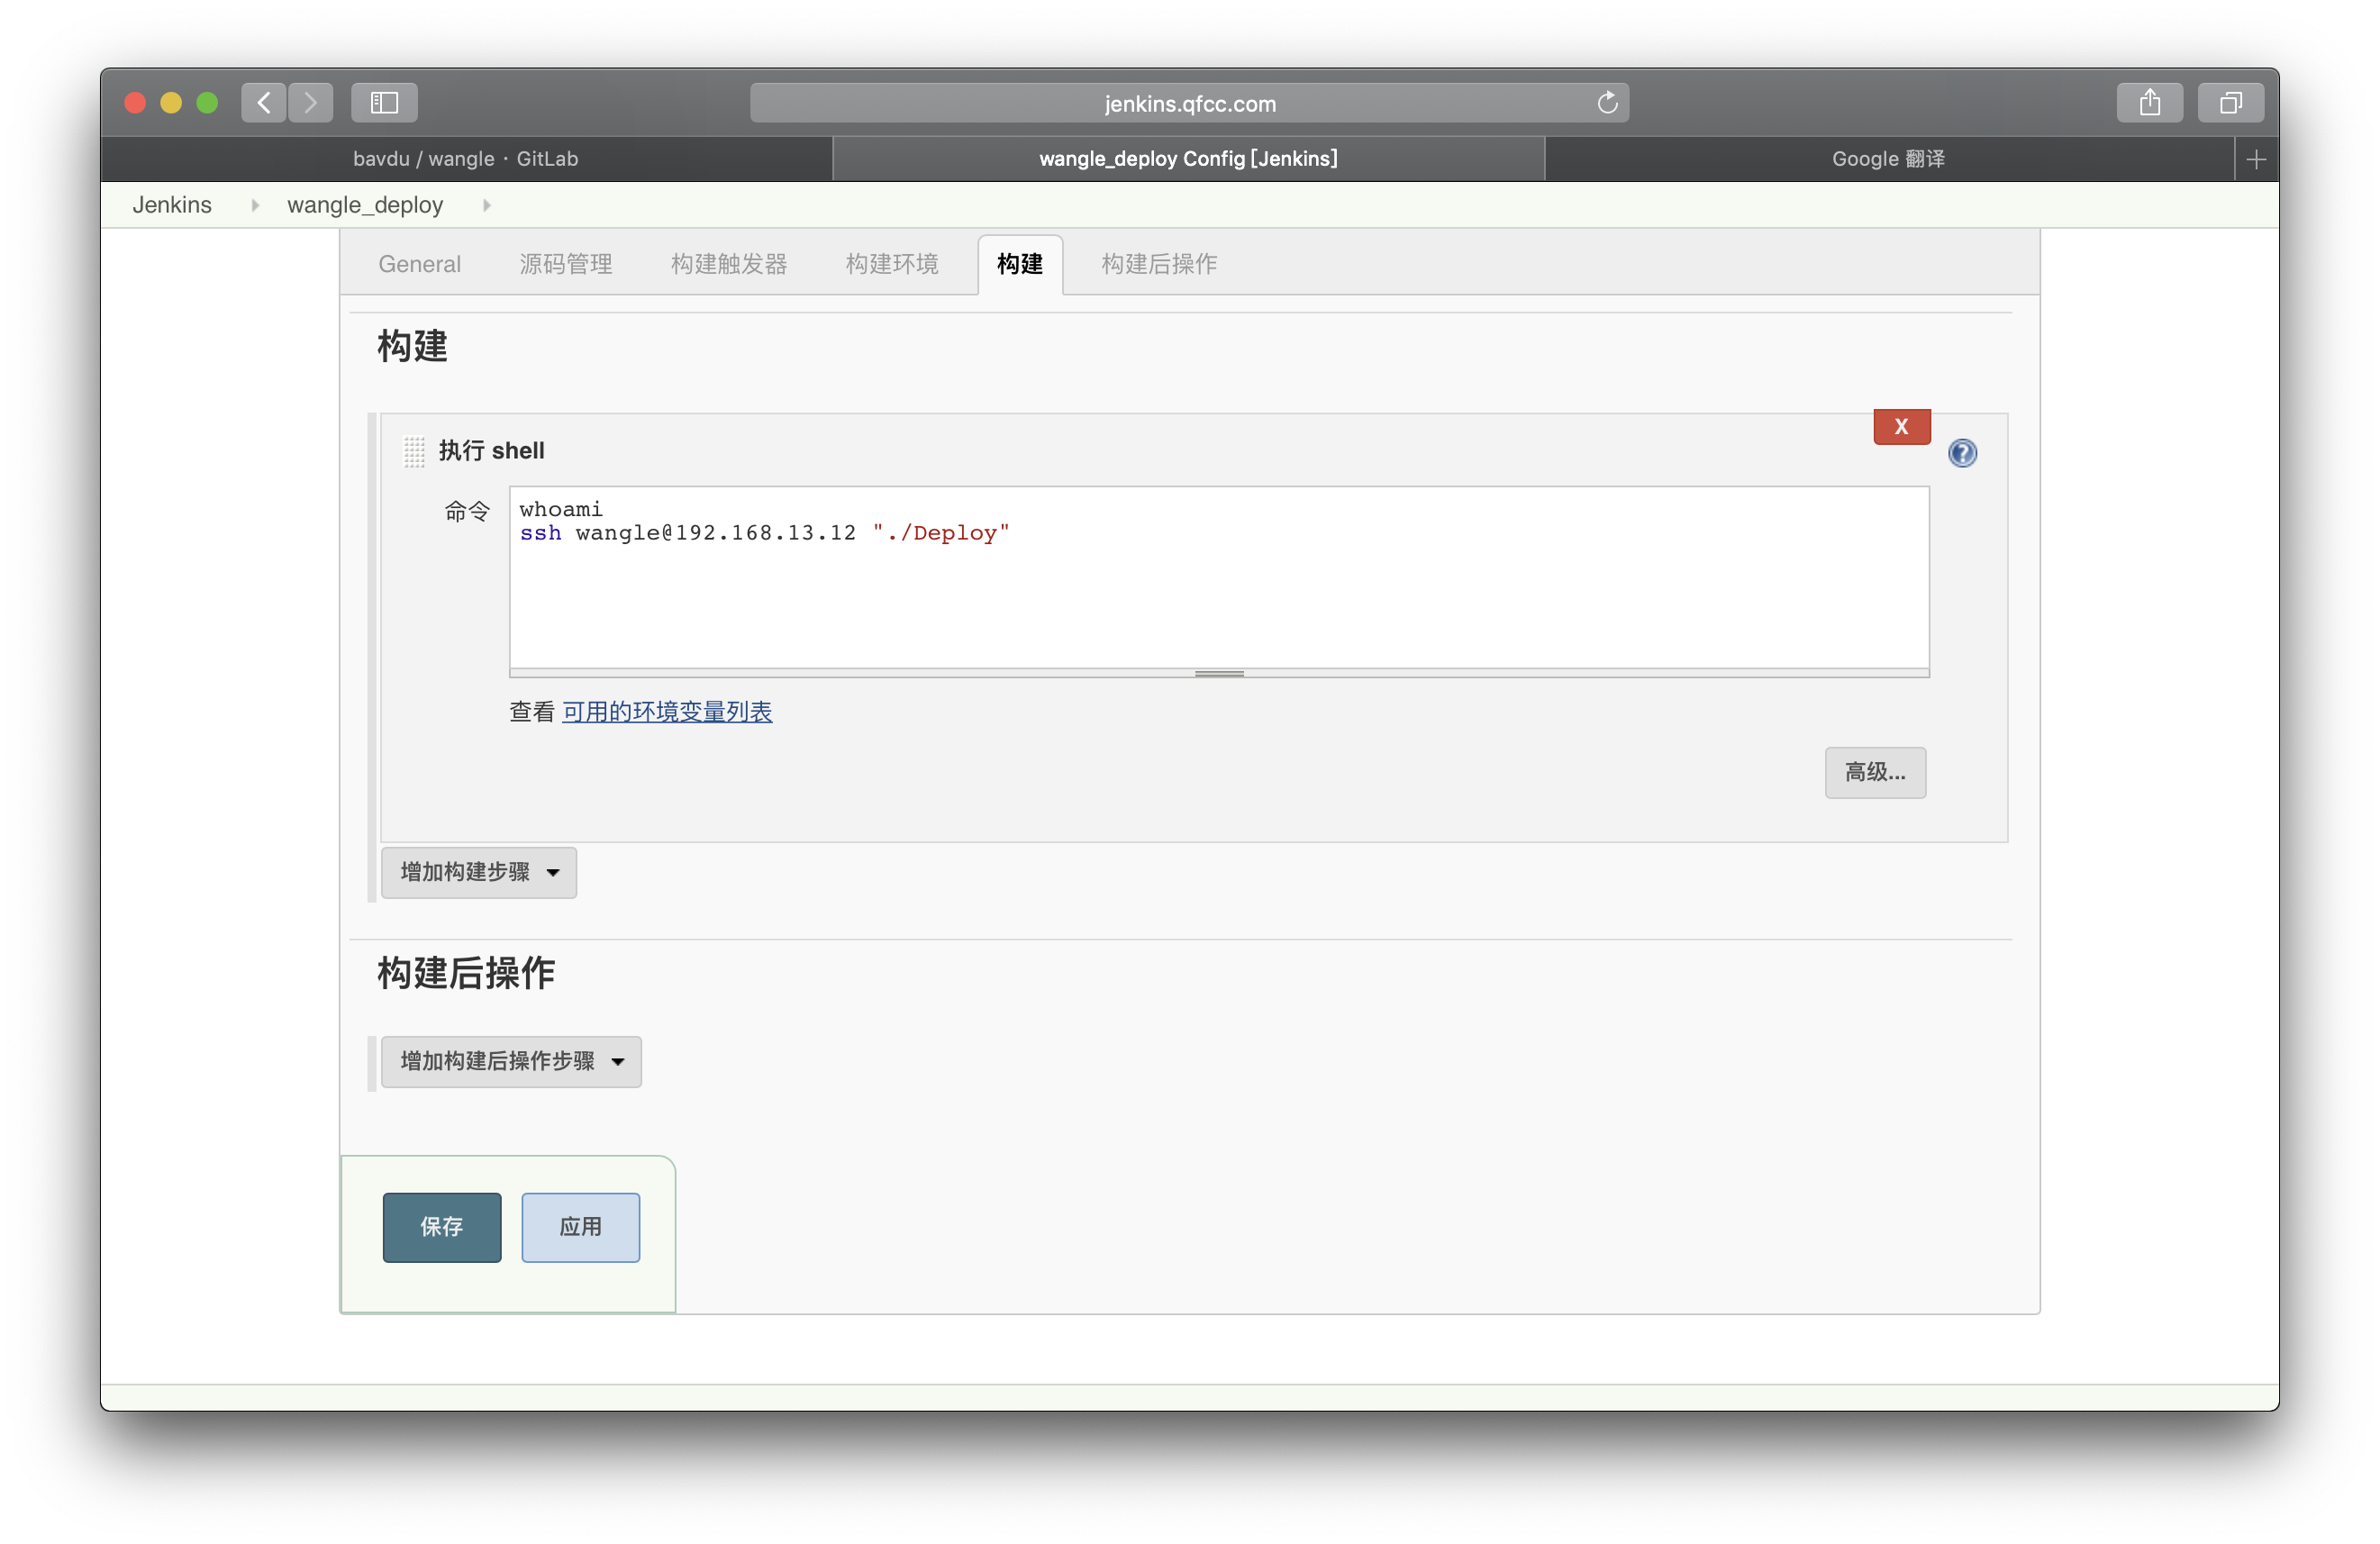 jenkins.qfcc.com
bavdu / wangle · GitLab
wangle_deploy Config [Jenkins]
Google 翻译
Jenkins
wangle_deploy
General
源码管理
构建触发器
构建环境
构建
构建后操作
构建
X
执行 shell
命令
whoami
ssh wangle@192.168.13.12 "./Deploy"
查看 可用的环境变量列表
高级...
增加构建步骤
构建后操作
增加构建后操作步骤
保存
应用